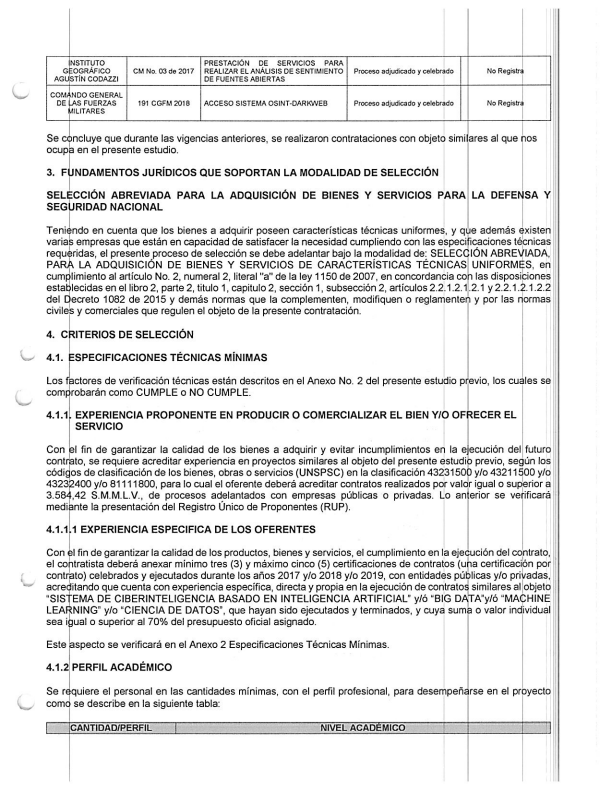 INSTITUTO
GEOGRÁFICO
AGUSTÍN CODAZZI
CM No. 03 de 2017
PRESTACIÓN DE SERVICIOS PARA
REALIZAR EL ANÁLISIS DE SENTIMIENTO
DE FUENTES ABIERTAS
Proceso adjudicado y celebrado
No Registra
COMANDO GENERAL
DE LAS FUERZAS
MILITARES
191 CGFM 2018
ACCESO SISTEMA OSINT-DARKWEB
Proceso adjudicado y celebrado
No Registra
Se concluye que durante las vigencias anteriores, se realizaron contrataciones con objeto similares al que nos
ocupa en el presente estudio.
3. FUNDAMENTOS JURÍDICOS QUE SOPORTAN LA MODALIDAD DE SELECCIÓN
SELECCIÓN ABREVIADA PARA LA ADQUISICIÓN DE BIENES Y SERVICIOS PARA LA DEFENSA Y
SEGURIDAD NACIONAL
Teniendo en cuenta que los bienes a adquirir poseen características técnicas uniformes, y que además existen
varias empresas que están en capacidad de satisfacer la necesidad cumpliendo con las especificaciones técnicas
requeridas, el presente proceso de selección se debe adelantar bajo la modalidad de: SELECCIÓN ABREVIADA,
PARA LA ADQUISICIÓN DE BIENES Y SERVICIOS DE CARACTERÍSTICAS TÉCNICAS UNIFORMES, en
cumplimiento al artículo No. 2, numeral 2, literal "a" de la ley 1150 de 2007, en concordancia con las disposiciones
establecidas en el libro 2, parte 2, titulo 1, capitulo 2, sección 1, subsección 2, artículos 2.2.1.2.1.2.1 y 2.2.1.2.1.2.2
del Decreto 1082 de 2015 y demás normas que la complementen, modifiquen o reglamenten y por las normas
civiles y comerciales que regulen el objeto de la presente contratación.
4. CRITERIOS DE SELECCIÓN
4.1. ESPECIFICACIONES TÉCNICAS MÍNIMAS
Los factores de verificación técnicas están descritos en el Anexo No. 2 del presente estudio previo, los cuales se
comprobarán como CUMPLE o NO CUMPLE.
4.1.1. EXPERIENCIA PROPONENTE EN PRODUCIR O COMERCIALIZAR EL BIEN Y/O OFRECER EL
SERVICIO
Con el fin de garantizar la calidad de los bienes a adquirir y evitar incumplimientos en la ejecución del futuro
contrato, se requiere acreditar experiencia en proyectos similares al objeto del presente estudio previo, según los
códigos de clasificación de los bienes, obras o servicios (UNSPSC) en la clasificación 43231500 y/o 43211500 y/o
43232400 y/o 81111800, para lo cual el oferente deberá acreditar contratos realizados por valor igual o superior a
3.584,42 S.M.M.L.V., de procesos adelantados con empresas públicas o privadas. Lo anterior se verificará
mediante la presentación del Registro Único de Proponentes (RUP).
4.1.1.1 EXPERIENCIA ESPECIFICA DE LOS OFERENTES
Con el fin de garantizar la calidad de los productos, bienes y servicios, el cumplimiento en la ejecución del contrato,
el contratista deberá anexar mínimo tres (3) y máximo cinco (5) certificaciones de contratos (una certificación por
contrato) celebrados y ejecutados durante los años 2017 y/o 2018 y/o 2019, con entidades públicas y/o privadas,
acreditando que cuenta con experiencia específica, directa y propia en la ejecución de contratos similares al objeto
"SISTEMA DE CIBERINTELIGENCIA BASADO EN INTELIGENCIA ARTIFICIAL" y/ó "BIG DATA"y/ó "MACHINE
LEARNING" y/o "CIENCIA DE DATOS", que hayan sido ejecutados y terminados, y cuya suma o valor individual
sea igual o superior al 70% del presupuesto oficial asignado.
Este aspecto se verificará en el Anexo 2 Especificaciones Técnicas Mínimas.
4.1.2 PERFIL ACADÉMICO
Se requiere el personal en las cantidades mínimas, con el perfil profesional, para desempeñarse en el proyecto
como se describe en la siguiente tabla:
CANTIDAD/PERFIL
NIVEL ACADÉMICO